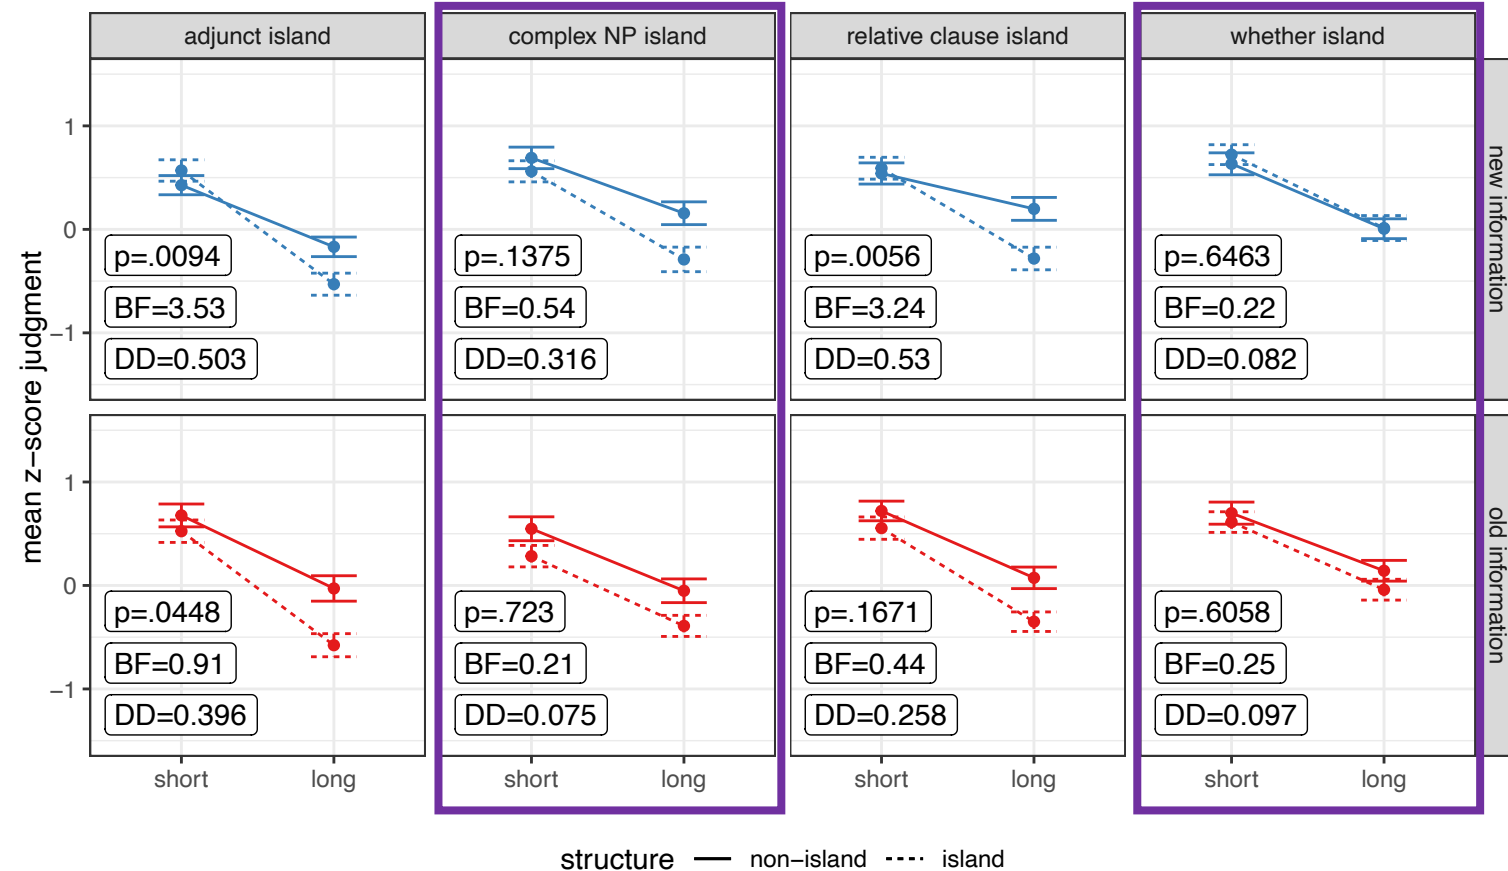 adjunct island complex NP island relative clause island whether island
mean z−score judgment
1
0
−1
p=.0094 p=.1375 p=.0056 p=.6463
BF=3.53 BF=0.54 BF=3.24 BF=0.22
DD=0.503 DD=0.316 DD=0.53 DD=0.082
new information
1
0
−1
p=.0448 p=.723 p=.1671 p=.6058
BF=0.91 BF=0.21 BF=0.44 BF=0.25
DD=0.396 DD=0.075 DD=0.258 DD=0.097
old information
short long short long short long short long
structure non−island island